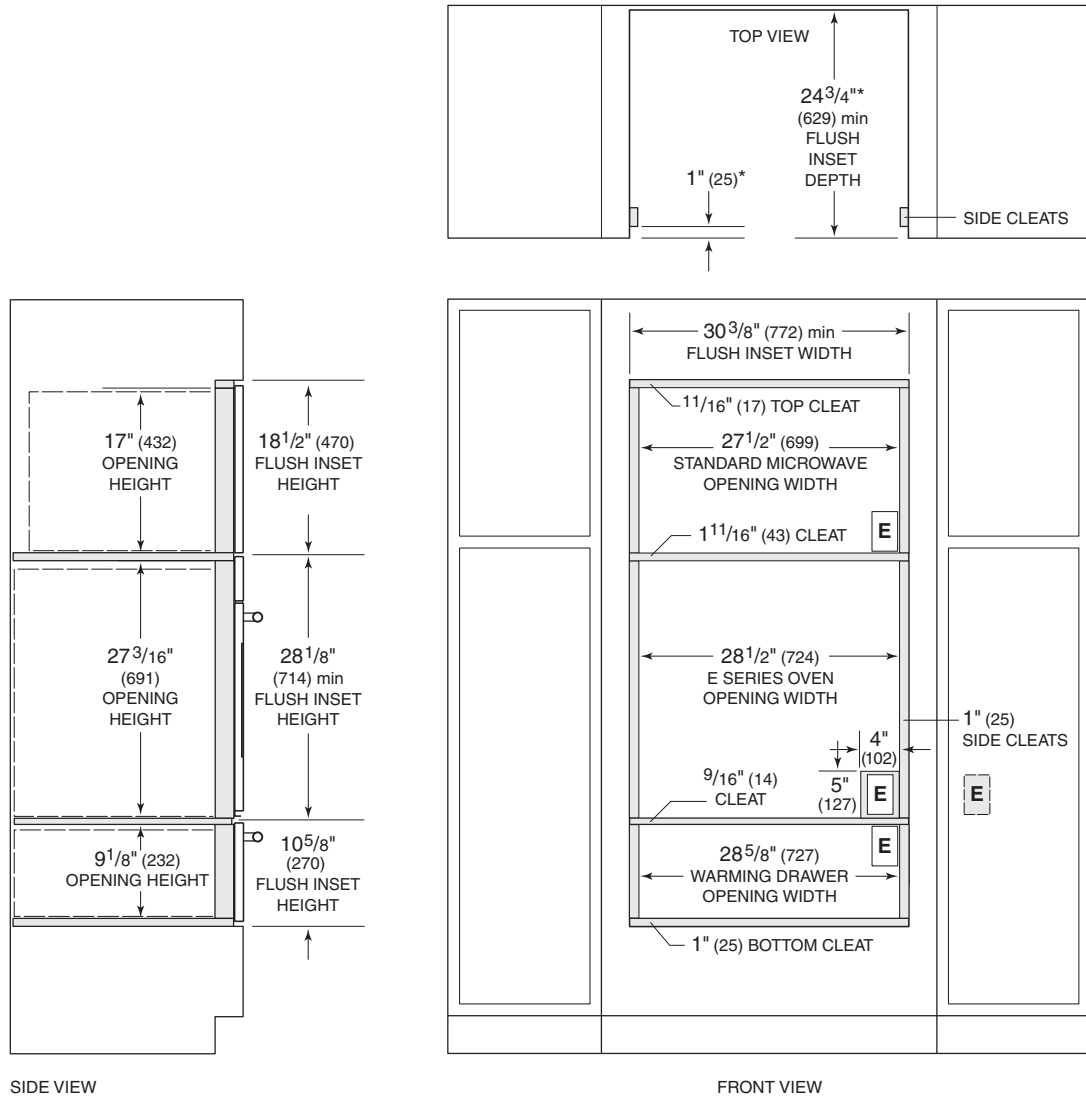 TOP VIEW
24 3/4"*
(629) min
FLUSH
INSET
DEPTH
1" (25)*
SIDE CLEATS
30 3/8" (772) min
FLUSH INSET WIDTH
11/16" (17) TOP CLEAT
17" (432)
OPENING
HEIGHT
18 1/2" (470)
FLUSH INSET
HEIGHT
27 1/2" (699)
STANDARD MICROWAVE
OPENING WIDTH
E
1 11/16" (43) CLEAT
27 3/16"
(691)
OPENING
HEIGHT
28 1/8"
(714) min
FLUSH INSET
HEIGHT
28 1/2" (724)
E SERIES OVEN
OPENING WIDTH
1" (25)
SIDE CLEATS
4"
(102)
5"
(127)
E
E
9/16" (14)
CLEAT
9 1/8" (232)
OPENING HEIGHT
10 5/8"
(270)
FLUSH INSET
HEIGHT
E
28 5/8" (727)
WARMING DRAWER
OPENING WIDTH
1" (25) BOTTOM CLEAT
SIDE VIEW
FRONT VIEW